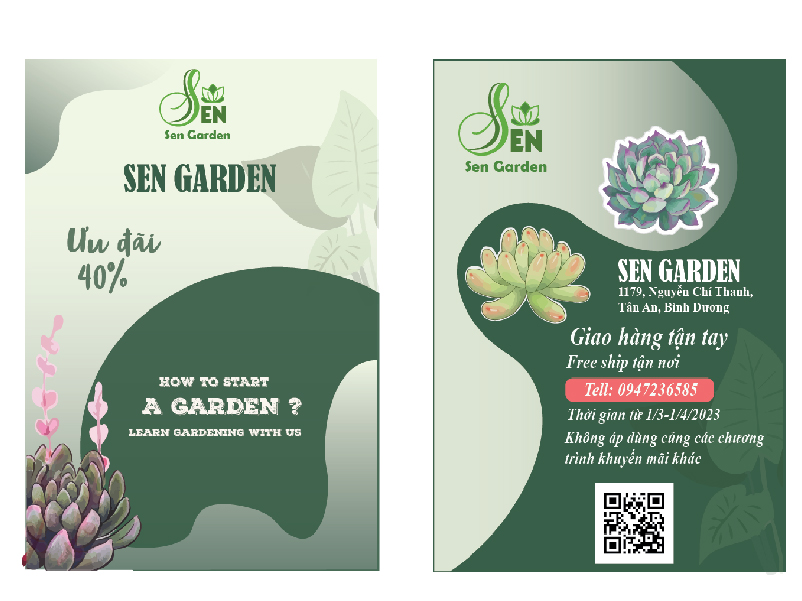 SEN
Sen Garden
SEN GARDEN
Ưu đãi
40%
HOW TO START
A GARDEN ?
LEARN GARDENING WITH US
SEN
Sen Garden
SEN GARDEN
1179, Nguyễn Chí Thanh,
Tân An, Bình Dương
Giao hàng tận tay
Free ship tận nơi
Tell: 0947236585
Thời gian từ 1/3-1/4/2023
Không áp dùng cùng các chương
trình khuyến mãi khác